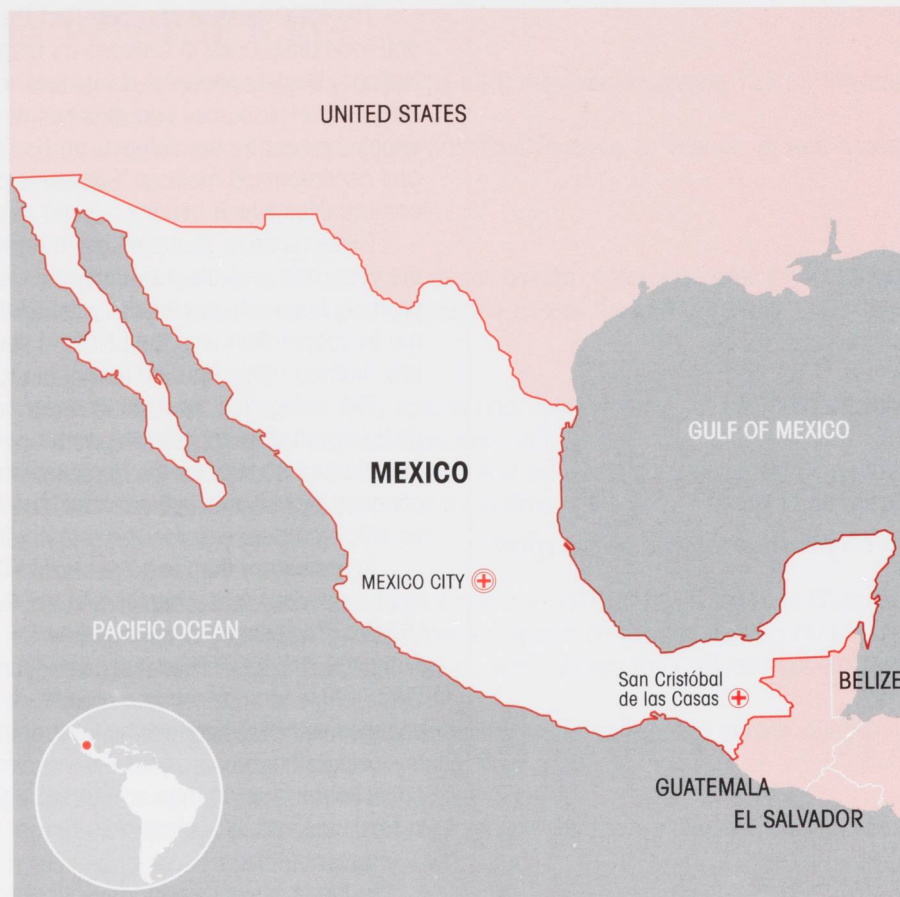 UNITED STATES
GULF OF MEXICO
MEXICO
MEXICO CITY
PACIFIC OCEAN
San Cristóbal
de las Casas
BELIZE
GUATEMALA
EL SALVADOR